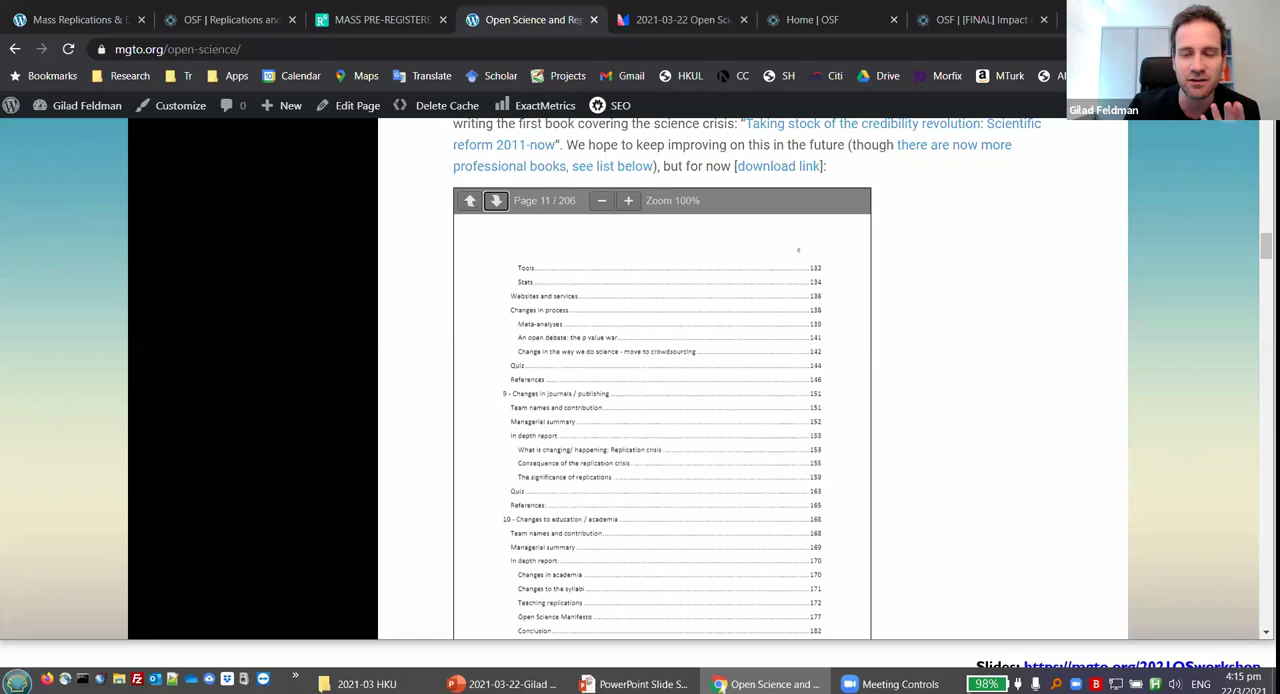 Mass Replications &
OSF | Replications and
MASS PRE-REGISTERE
Open Science and Rep
2021-03-22 Open Sci
Home | OSF
OSF | [FINAL] Impact
mgto.org/open-science/
Bookmarks
Research
Tr
Apps
Calendar
Maps
Translate
Scholar
Projects
Gmail
HKUL
CC
SH
Citi
Drive
Morfix
MTurk
Gilad Feldman
Gilad Feldman
Customize
0
New
Edit Page
Delete Cache
ExactMetrics
SEO
writing the first book covering the science crisis: “Taking stock of the credibility revolution: Scientific
reform 2011-now“. We hope to keep improving on this in the future (though there are now more
professional books, see list below), but for now [download link]:
Page 11 / 206
Zoom 100%
6
Tools 132
Stats 134
Websites and services 136
Changes in process 138
Meta-analyses 139
An open debate: the p value war 141
Change in the way we do science - move to crowdsourcing 142
Quiz 144
References 146
9 - Changes in journals / publishing 151
Team names and contribution 151
Managerial summary 152
In depth report 153
What is changing/ happening: Replication crisis 153
Consequence of the replication crisis 155
The significance of replications 159
Quiz 163
References: 165
10 - Changes to education / academia 168
Team names and contribution 168
Managerial summary 169
In depth report 170
Changes in academia 170
Changes to the syllabi 171
Teaching replications 172
Open Science Manifesto 177
Conclusion 182
Slides: https://mgto.org/2021OSworkshop
2021-03 HKU
2021-03-22-Gilad ...
PowerPoint Slide S...
Open Science and ...
Meeting Controls
98%
ENG
4:15 pm
22/03/2021